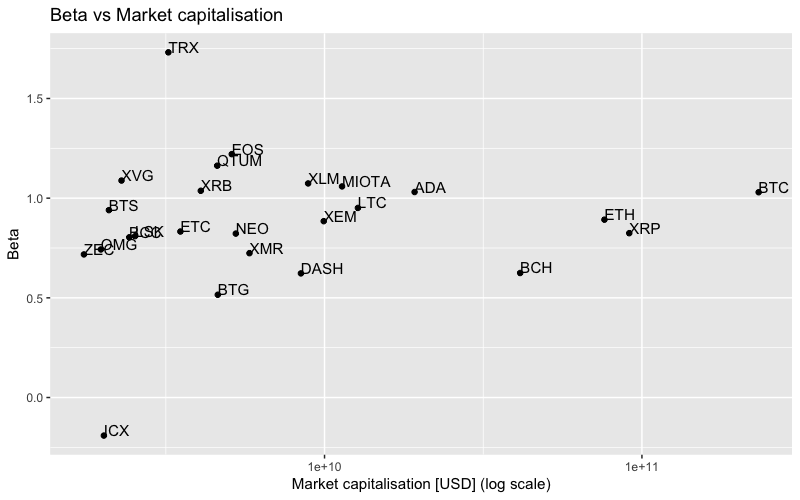 Beta vs Market capitalisation
TRX
1.5
EOS
QTUM
XVG
XLM
MIOTA
XRB
ADA
BTC
1.0
BTS
LTC
XEM
ETH
ETC
NEO
XRP
LSK
OMG
ZEC
XMR
DASH
BCH
BTG
0.5
0.0
ICX
Beta
1e+10
1e+11
Market capitalisation [USD] (log scale)